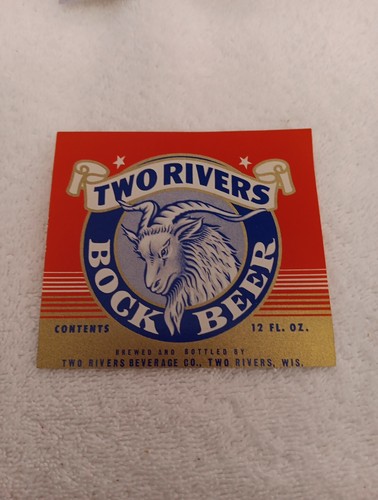 TWO RIVERS
BOCK BEER
CONTENTS 12 FL. OZ.
BREWED AND BOTTLED BY
TWO RIVERS BEVERAGE CO., TWO RIVERS, WIS.